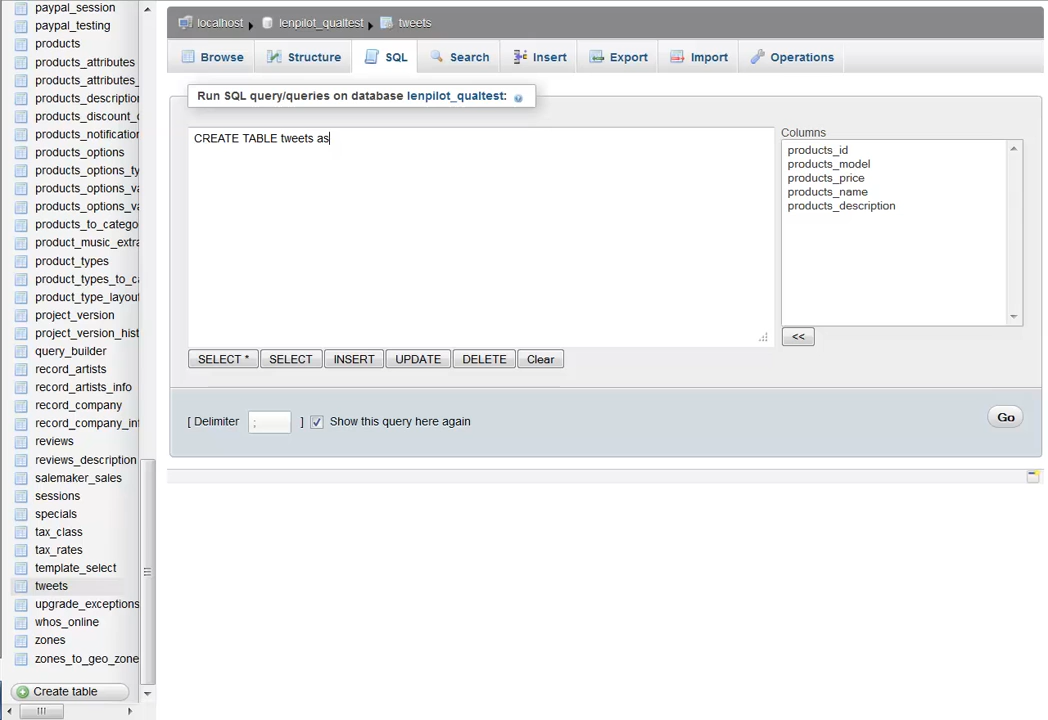 paypal_session
paypal_testing
products
products_attributes
products_attributes_
products_description
products_discount_
products_notification
products_options
products_options_ty
products_options_va
products_options_va
products_to_catego
product_music_extra
product_types
product_types_to_c
product_type_layout
project_version
project_version_hist
query_builder
record_artists
record_artists_info
record_company
record_company_in
reviews
reviews_description
salemaker_sales
sessions
specials
tax_class
tax_rates
template_select
tweets
upgrade_exceptions
whos_online
zones
zones_to_geo_zone
Create table
localhost lenpilot_qualtest tweets
Browse Structure SQL Search Insert Export Import Operations
Run SQL query/queries on database lenpilot_qualtest:
CREATE TABLE tweets as
Columns
products_id
products_model
products_price
products_name
products_description
<<
SELECT * SELECT INSERT UPDATE DELETE Clear
[ Delimiter ; ] Show this query here again
Go